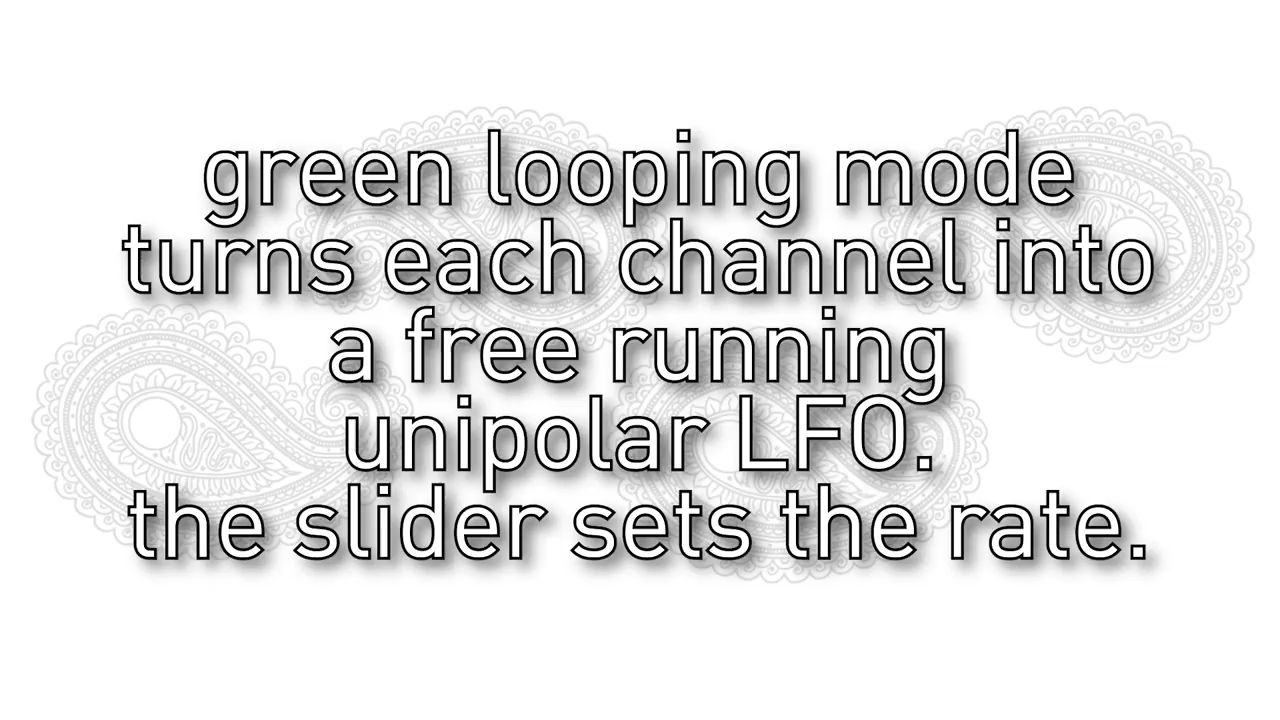 green looping mode
turns each channel into
a free running
unipolar LFO.
the slider sets the rate.